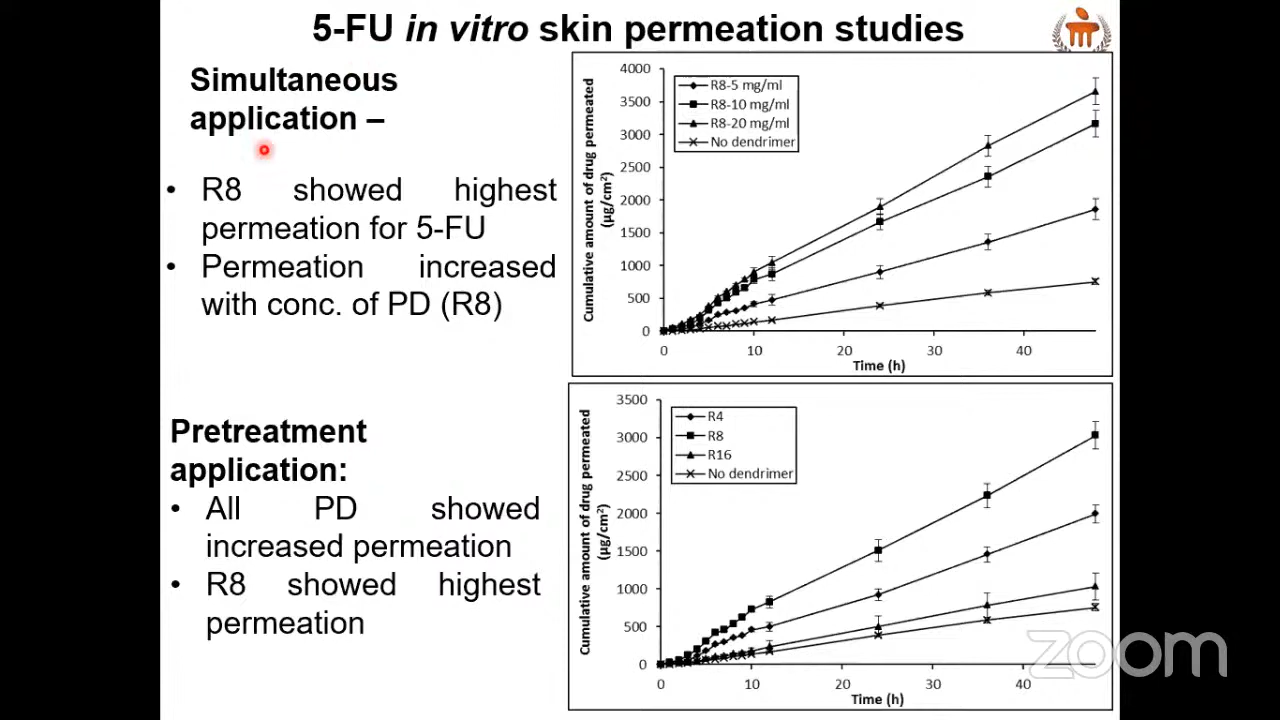 5-FU in vitro skin permeation studies
Simultaneous
application –
• R8 showed highest
permeation for 5-FU
• Permeation increased
with conc. of PD (R8)
Pretreatment
application:
• All PD showed
increased permeation
• R8 showed highest
permeation
Cumulative amount of drug permeated
(µg/cm²)
4000
3500
3000
2500
2000
1500
1000
500
0
R8-5 mg/ml
R8-10 mg/ml
R8-20 mg/ml
No dendrimer
0 10 20 30 40
Time (h)
Cumulative amount of drug permeated
(µg/cm²)
3500
3000
2500
2000
1500
1000
500
0
R4
R8
R16
No dendrimer
0 10 20 30 40
Time (h)
zoom